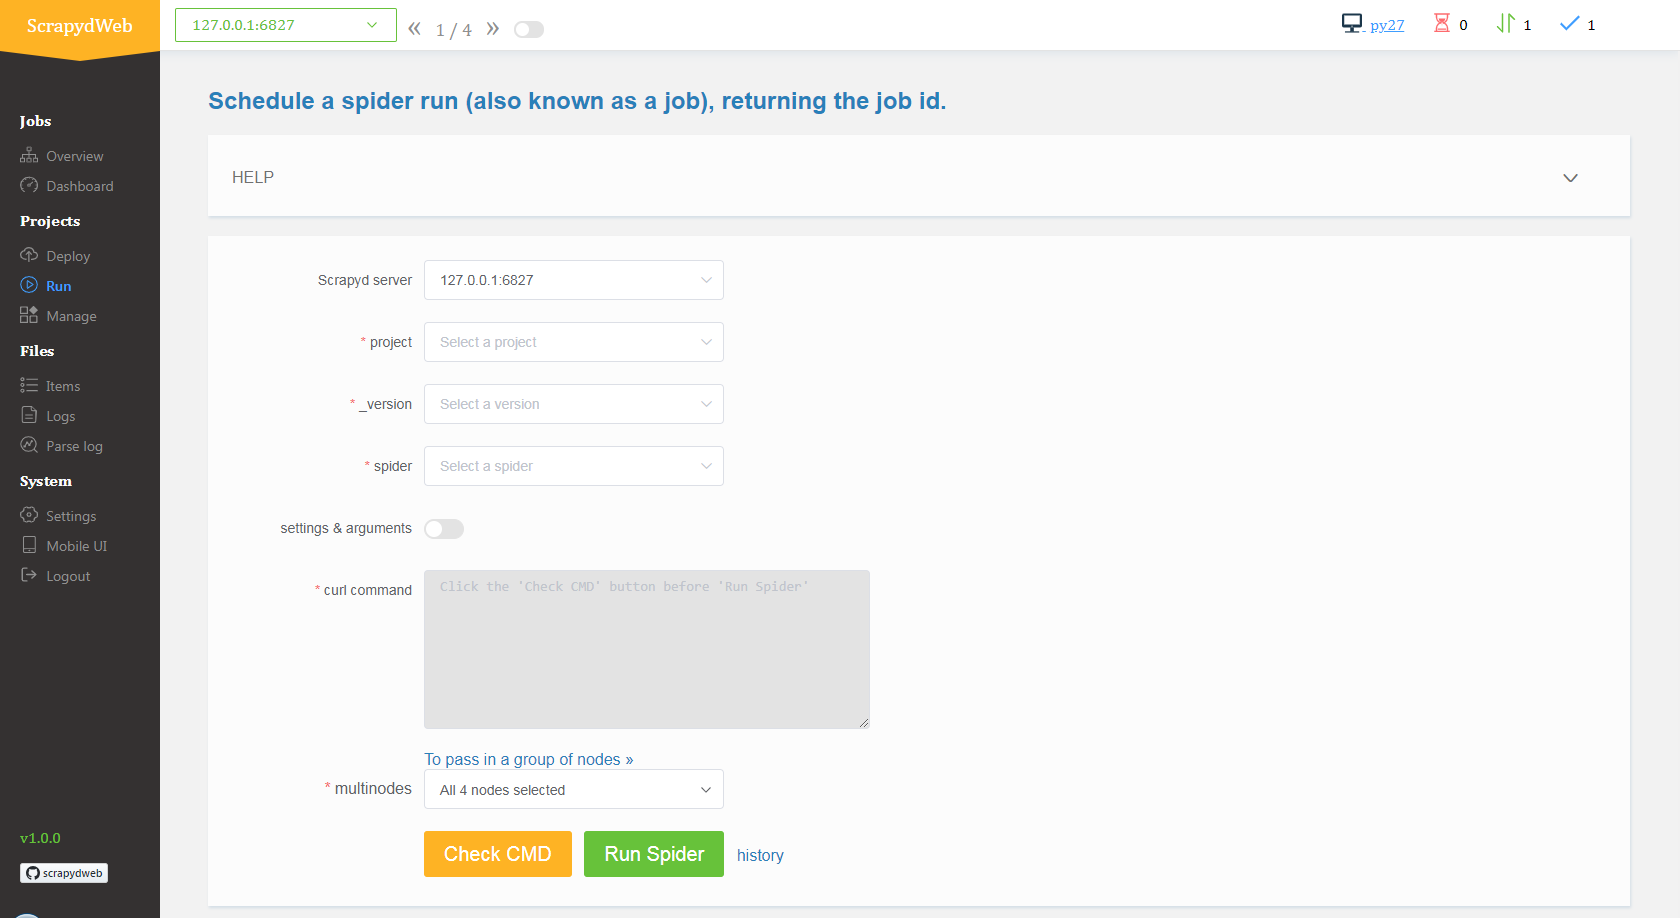 ScrapydWeb
127.0.0.1:6827
« 1 / 4 »
py27
0
1
1
Jobs
Overview
Dashboard
Projects
Deploy
Run
Manage
Files
Items
Logs
Parse log
System
Settings
Mobile UI
Logout
v1.0.0
scrapydweb
Schedule a spider run (also known as a job), returning the job id.
HELP
Scrapyd server 127.0.0.1:6827
* project Select a project
* _version Select a version
* spider Select a spider
settings & arguments
* curl command Click the 'Check CMD' button before 'Run Spider'
To pass in a group of nodes »
* multinodes All 4 nodes selected
Check CMD Run Spider history